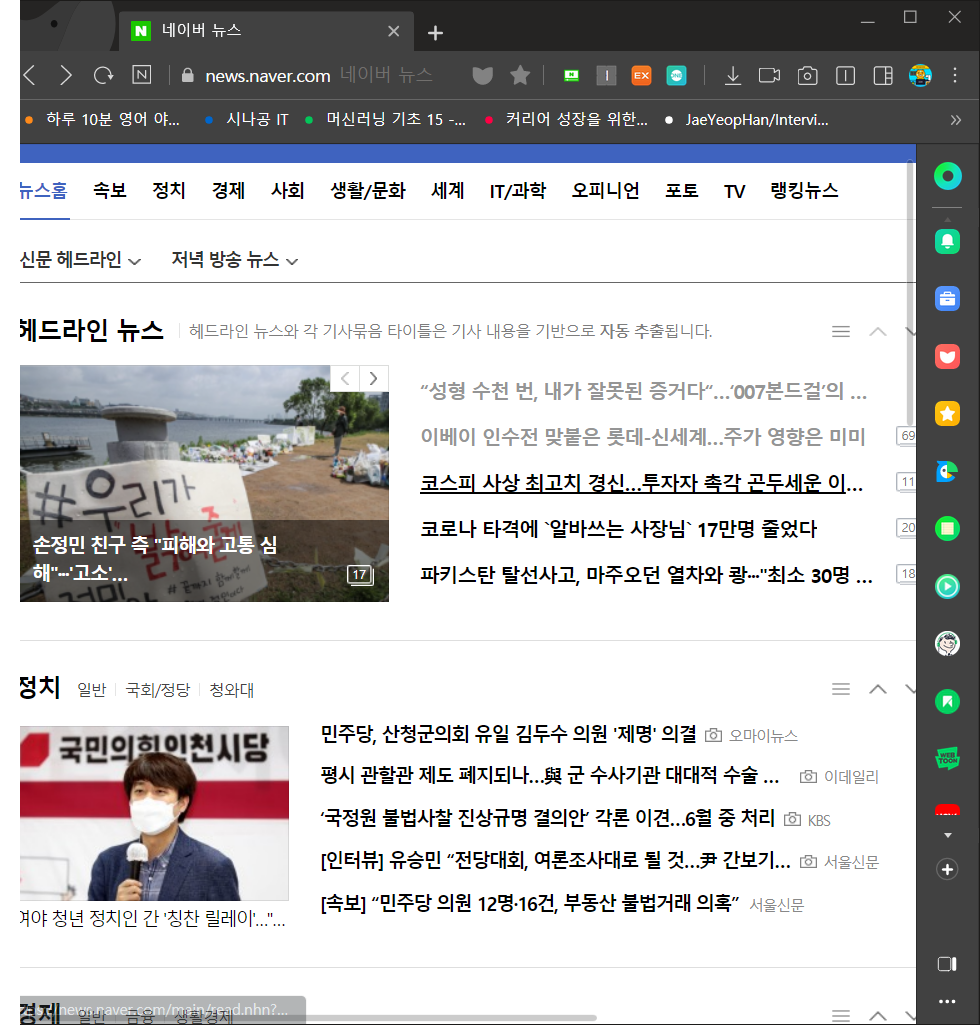 네이버 뉴스
news.naver.com 네이버 뉴스
하루 10분 영어 야... 시나공 IT 머신러닝 기초 15 -... 커리어 성장을 위한... JaeYeopHan/Intervi...
뉴스홈 속보 정치 경제 사회 생활/문화 세계 IT/과학 오피니언 포토 TV 랭킹뉴스
신문 헤드라인 저녁 방송 뉴스
헤드라인 뉴스 헤드라인 뉴스와 각 기사묶음 타이틀은 기사 내용을 기반으로 자동 추출됩니다.
#우리가
손정민 친구 측 "피해와 고통 심
해"…'고소'...
17
“성형 수천 번, 내가 잘못된 증거다“…‘007본드걸’의 ...
이베이 인수전 맞붙은 롯데-신세계…주가 영향은 미미 69
코스피 사상 최고치 경신…투자자 촉각 곤두세운 이... 11
코로나 타격에 `알바쓰는 사장님` 17만명 줄었다 20
파키스탄 탈선사고, 마주오던 열차와 쾅…"최소 30명 ... 18
정치 일반 국회/정당 청와대
국민의힘인천시당
여야 청년 정치인 간 '칭찬 릴레이'…"...
민주당, 산청군의회 유일 김두수 의원 '제명' 의결 오마이뉴스
평시 관할관 제도 폐지되나…與 군 수사기관 대대적 수술 ... 이데일리
‘국정원 불법사찰 진상규명 결의안’ 각론 이견…6월 중 처리 KBS
[인터뷰] 유승민 “전당대회, 여론조사대로 될 것…尹 간보기... 서울신문
[속보] “민주당 의원 12명·16건, 부동산 불법거래 의혹” 서울신문
경제 일반 금융 생활경제
news.naver.com/main/read.nhn?...
WEB
TOON